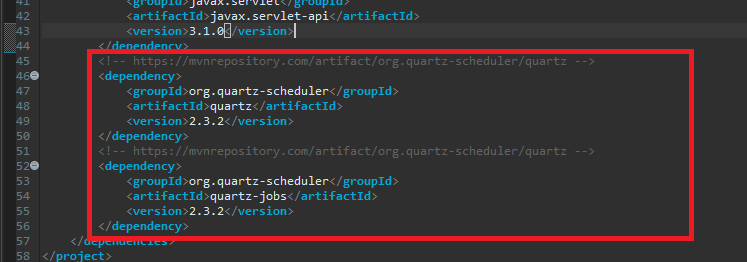 41 <groupId>javax.servlet</groupId>
42 <artifactId>javax.servlet-api</artifactId>
43 <version>3.1.0</version>
44 </dependency>
45 <!-- https://mvnrepository.com/artifact/org.quartz-scheduler/quartz -->
46 <dependency>
47 <groupId>org.quartz-scheduler</groupId>
48 <artifactId>quartz</artifactId>
49 <version>2.3.2</version>
50 </dependency>
51 <!-- https://mvnrepository.com/artifact/org.quartz-scheduler/quartz -->
52 <dependency>
53 <groupId>org.quartz-scheduler</groupId>
54 <artifactId>quartz-jobs</artifactId>
55 <version>2.3.2</version>
56 </dependency>
57 </dependencies>
58 </project>